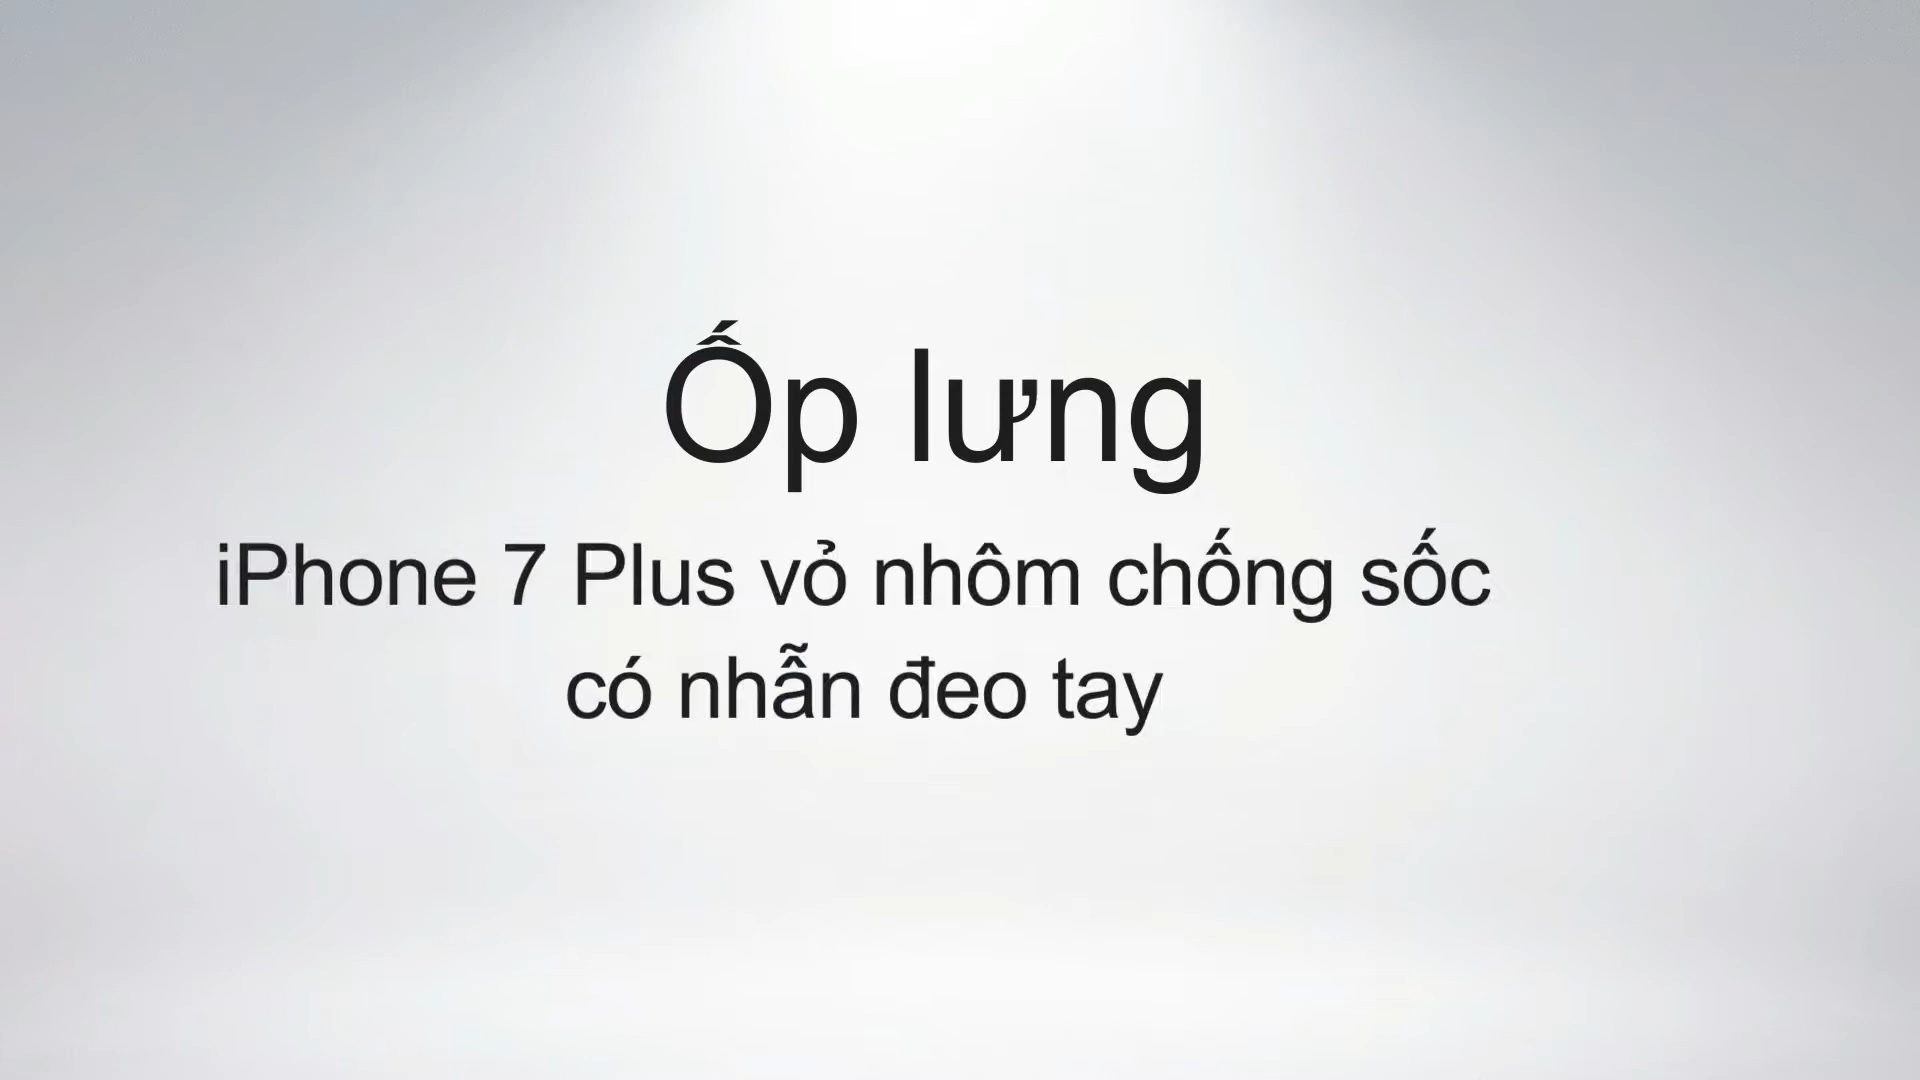 Ốp lưng
iPhone 7 Plus vỏ nhôm chống sốc
có nhẫn đeo tay